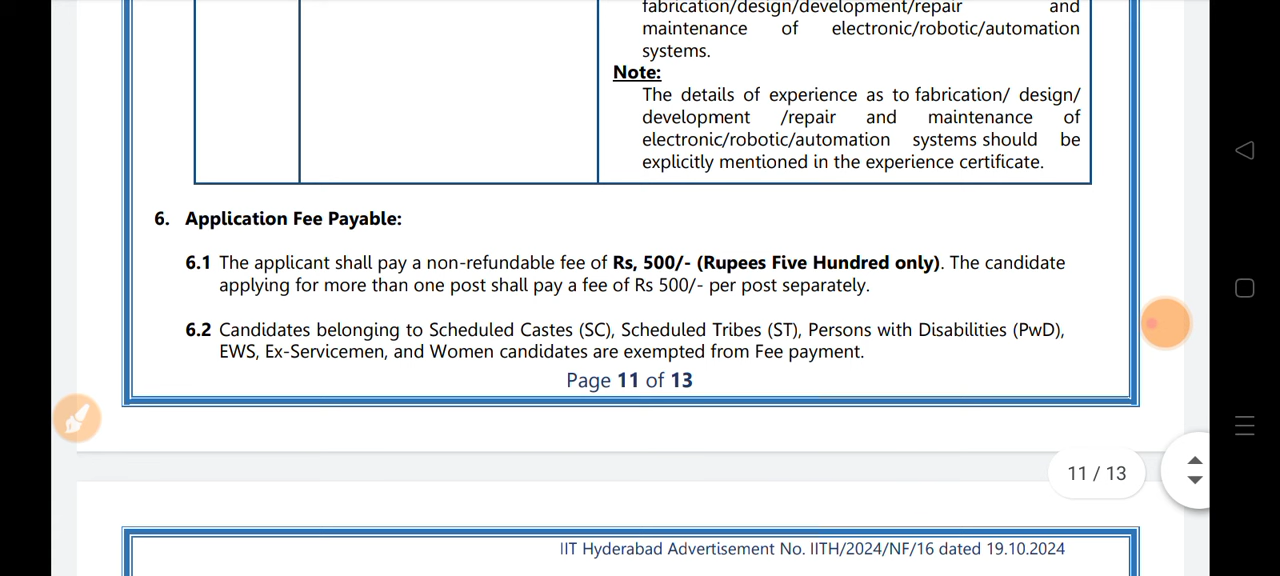 fabrication/design/development/repair and
maintenance of electronic/robotic/automation
systems.
Note:
The details of experience as to fabrication/ design/
development /repair and maintenance of
electronic/robotic/automation systems should be
explicitly mentioned in the experience certificate.
6. Application Fee Payable:
6.1 The applicant shall pay a non-refundable fee of Rs, 500/- (Rupees Five Hundred only). The candidate
applying for more than one post shall pay a fee of Rs 500/- per post separately.
6.2 Candidates belonging to Scheduled Castes (SC), Scheduled Tribes (ST), Persons with Disabilities (PwD),
EWS, Ex-Servicemen, and Women candidates are exempted from Fee payment.
Page 11 of 13
11 / 13
IIT Hyderabad Advertisement No. IITH/2024/NF/16 dated 19.10.2024